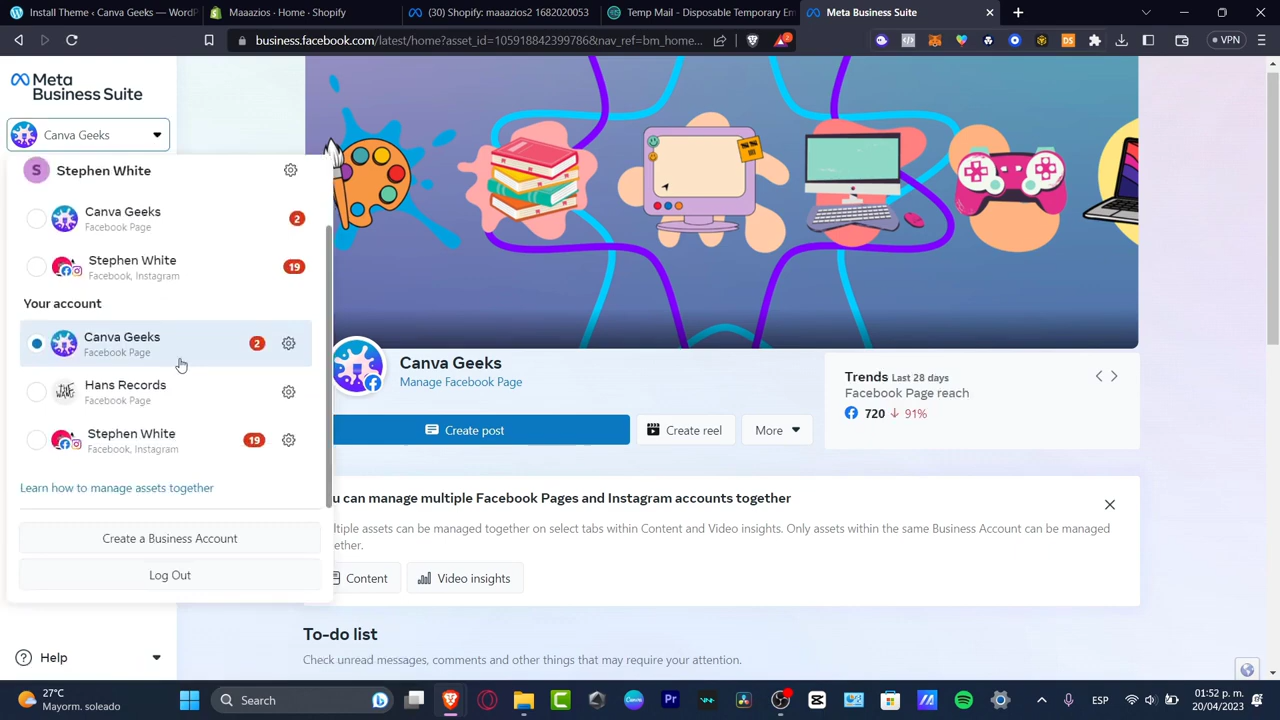 Install Theme ‹ Canva Geeks — WordP
Maaazios · Home · Shopify
(30) Shopify: maaazios2 1682020053
Temp Mail - Disposable Temporary Em
Meta Business Suite
business.facebook.com/latest/home?asset_id=105918842399786&nav_ref=bm_home...
2
VPN
Meta
Business Suite
Canva Geeks
S
Stephen White
Canva Geeks
Facebook Page
2
Stephen White
Facebook, Instagram
19
Your account
Canva Geeks
Facebook Page
2
Hans Records
Facebook Page
Stephen White
Facebook, Instagram
19
Learn how to manage assets together
Create a Business Account
Log Out
Help
Canva Geeks
Manage Facebook Page
Create post
Create reel
More
Trends Last 28 days
Facebook Page reach
720 ↓ 91%
u can manage multiple Facebook Pages and Instagram accounts together
ltiple assets can be managed together on select tabs within Content and Video insights. Only assets within the same Business Account can be managed
ether.
Content
Video insights
To-do list
Check unread messages, comments and other things that may require your attention.
27°C
Mayorm. soleado
Search
Pr
ESP
01:52 p. m.
20/04/2023